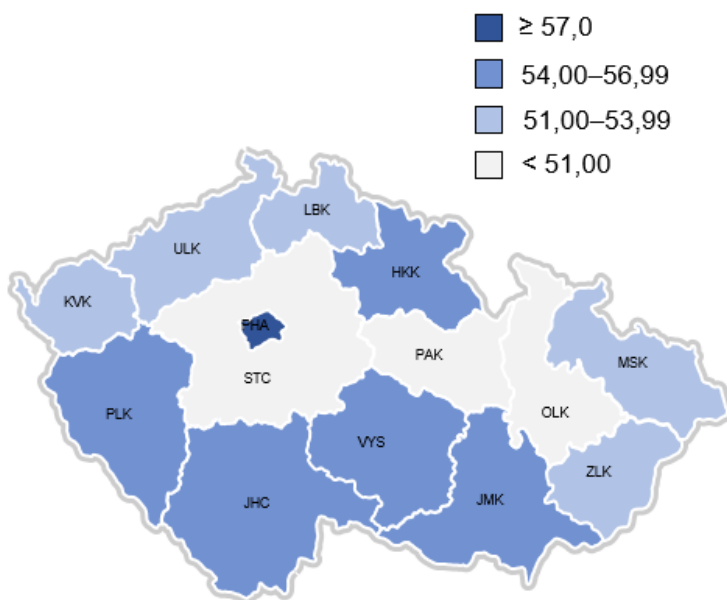 ≥ 57,0
54,00–56,99
51,00–53,99
< 51,00
LBK
ULK
HKK
KVK
PHA
PAK
MSK
STC
PLK
OLK
VYS
ZLK
JHC
JMK